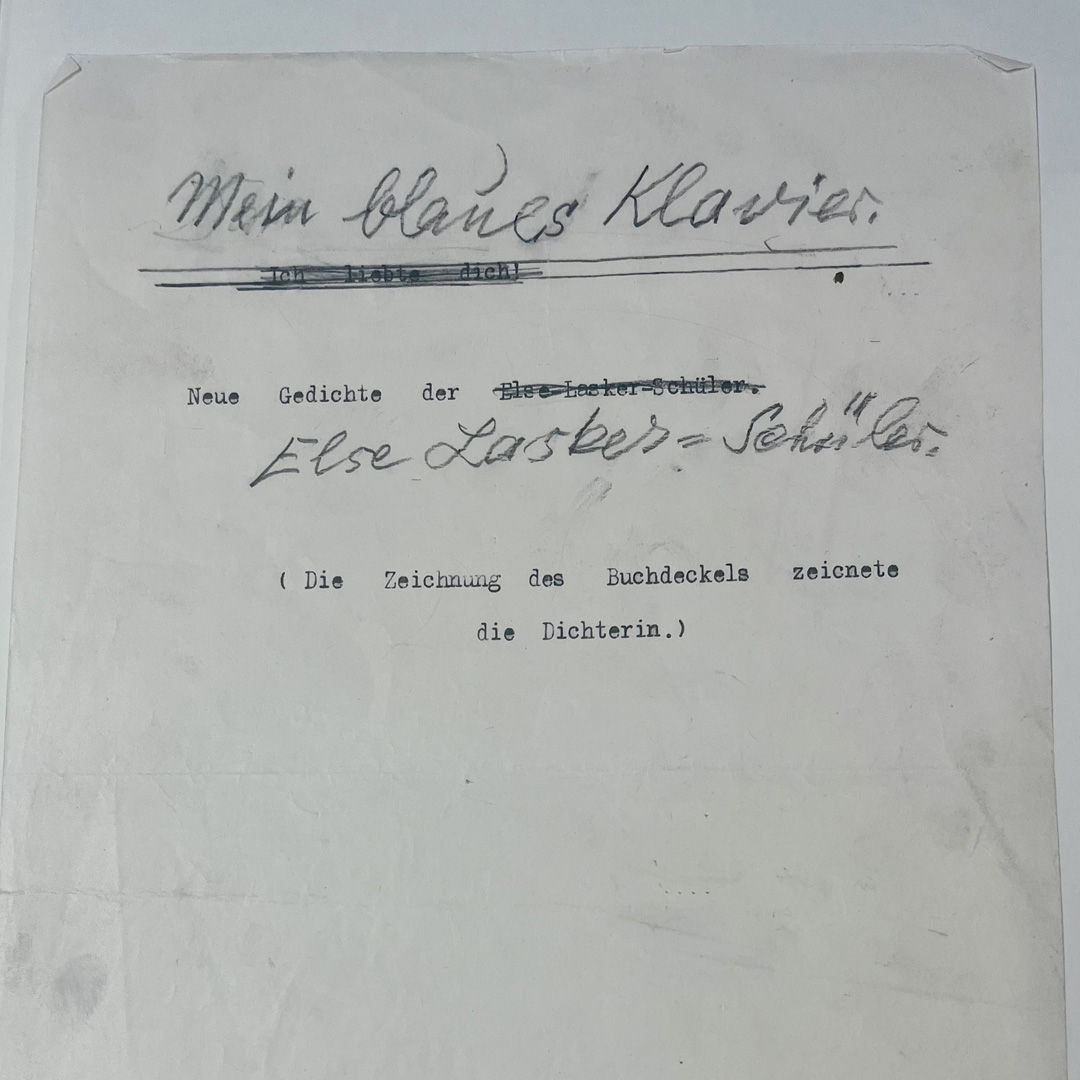 Mein blaues Klavier.
Ich liebte dich!
Neue Gedichte der Else Lasker-Schüler.
Else Lasker=Schüler.
( Die Zeichnung des Buchdeckels zeicnete
die Dichterin.)